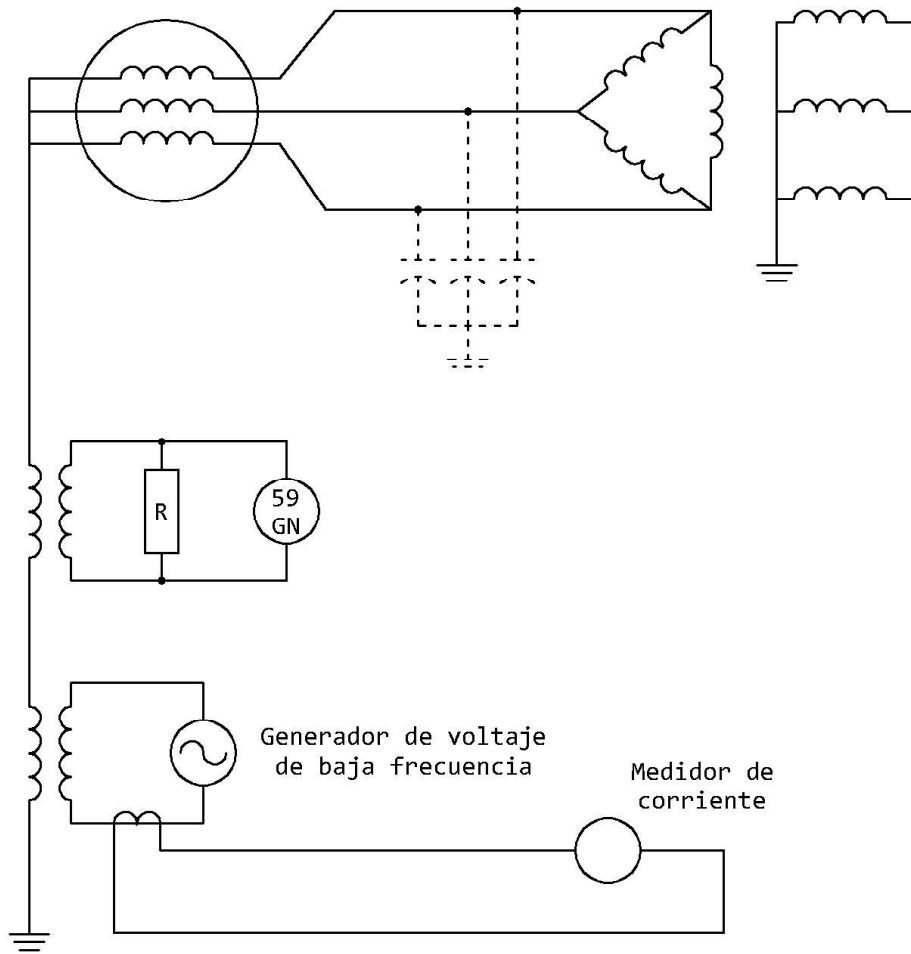 R
59
GN
Generador de voltaje
de baja frecuencia
Medidor de
corriente